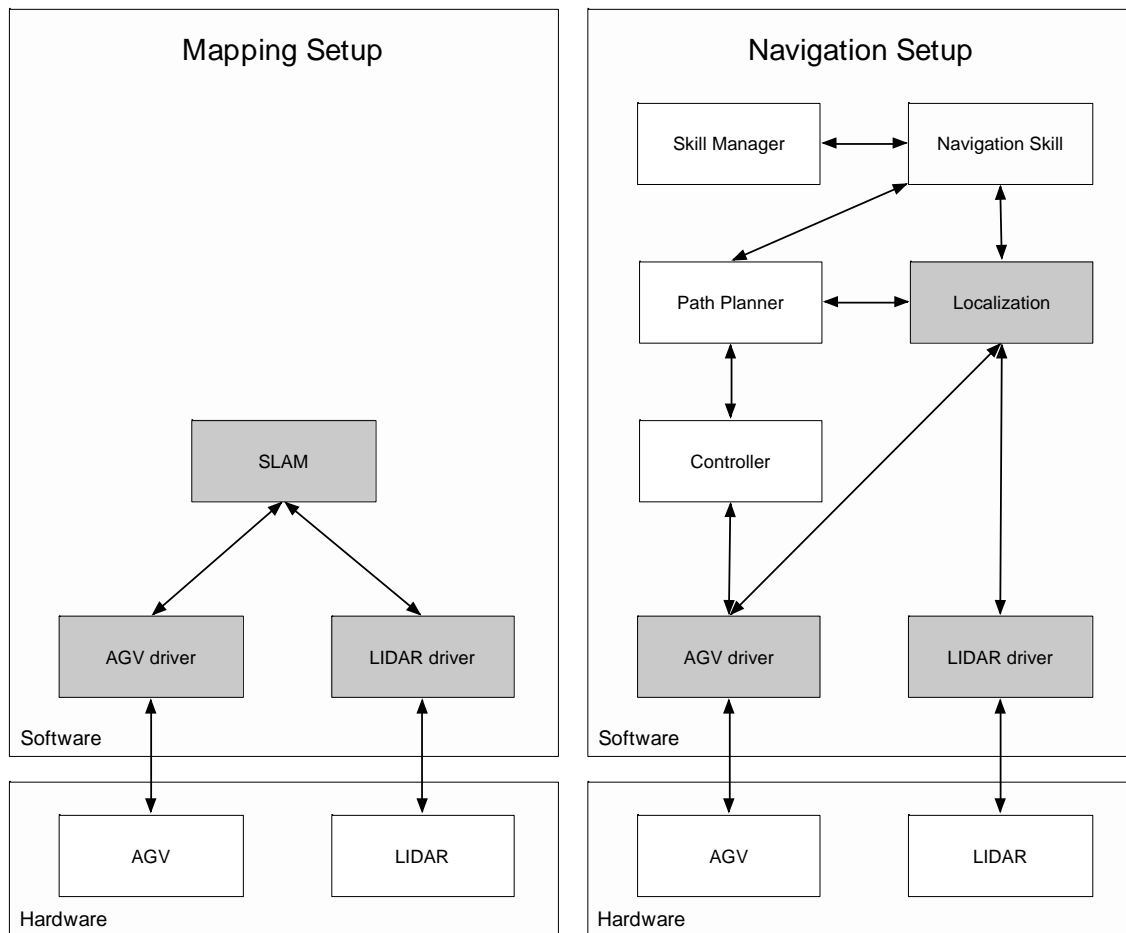 Mapping Setup
SLAM
AGV driver
LIDAR driver
Software
AGV
LIDAR
Hardware
Navigation Setup
Skill Manager
Navigation Skill
Path Planner
Localization
Controller
AGV driver
LIDAR driver
Software
AGV
LIDAR
Hardware